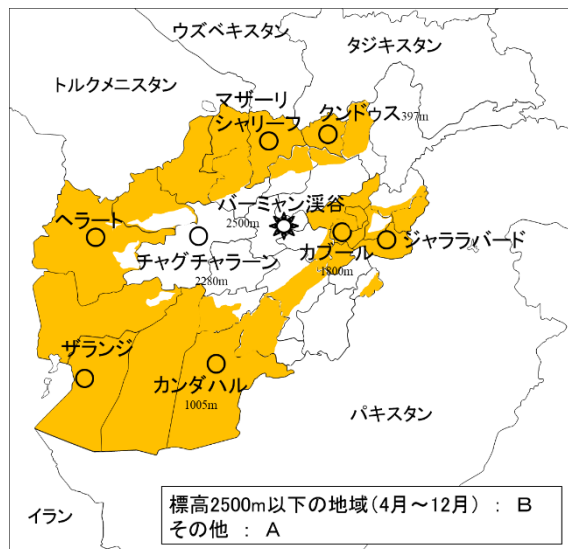 ウズベキスタン
タジキスタン
トルクメニスタン
マザーリ
シャリーフ
クンドゥス397m
バーミャン渓谷
2500m
ヘラート
チャグチャラーン
2280m
カブール
1800m
ジャララバード
ザランジ
カンダハル
1005m
パキスタン
イラン
標高2500m以下の地域(4月～12月) : B
その他 : A